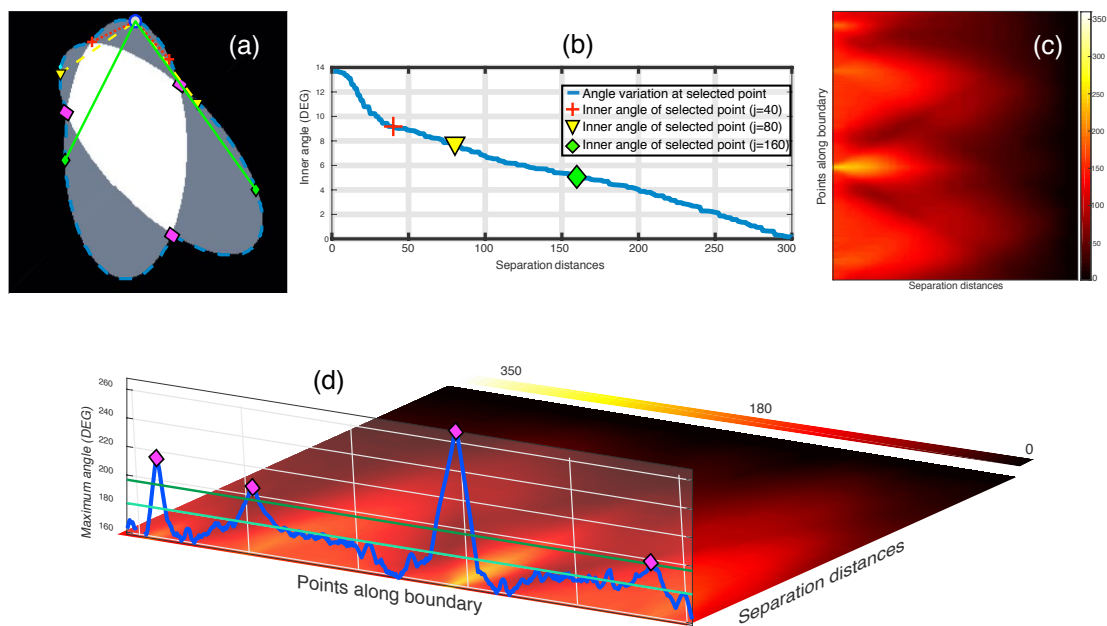 (a)
(b)
(c)
14
12
10
8
6
4
2
0
Inner angle (DEG)
0
50
100
150
200
250
300
Separation distances
Angle variation at selected point
Inner angle of selected point (j=40)
Inner angle of selected point (j=80)
Inner angle of selected point (j=160)
Points along boundary
Separation distances
350
300
250
200
150
100
50
0
(d)
260
240
220
200
180
160
Maximum angle (DEG)
Points along boundary
Separation distances
350
180
0